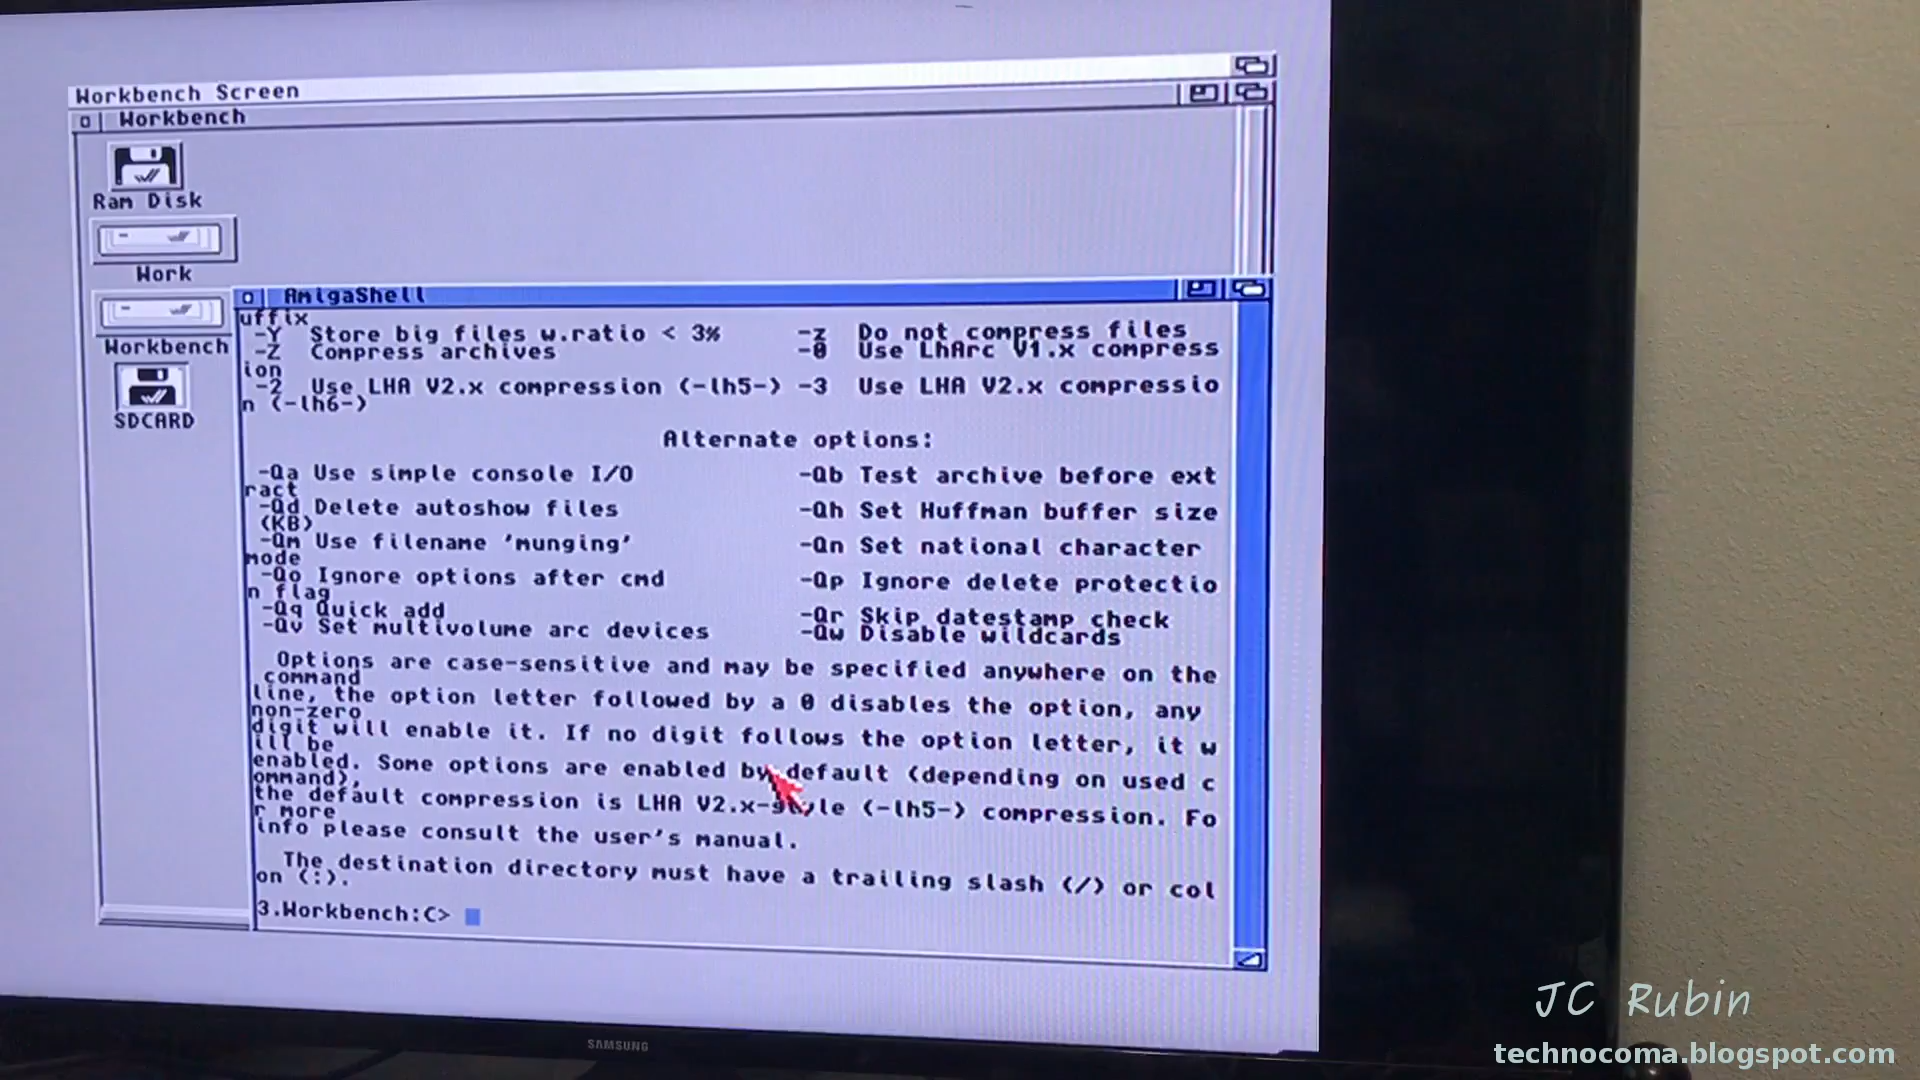 Workbench Screen
Workbench
Ram Disk
Work
Workbench
SDCARD
AmigaShell
uffix
-Y Store big files w.ratio < 3% -z Do not compress files
-Z Compress archives -0 Use LhArc V1.x compress
ion
-2 Use LHA V2.x compression (-lh5-) -3 Use LHA V2.x compressio
n (-lh6-)
Alternate options:
-Qa Use simple console I/O -Qb Test archive before ext
ract
-Qd Delete autoshow files -Qh Set Huffman buffer size
(KB)
-Qm Use filename 'munging' -Qn Set national character
mode
-Qo Ignore options after cmd -Qp Ignore delete protectio
n flag
-Qq Quick add -Qr Skip datestamp check
-Qv Set multivolume arc devices -Qw Disable wildcards
Options are case-sensitive and may be specified anywhere on the
command
line, the option letter followed by a 0 disables the option, any
non-zero
digit will enable it. If no digit follows the option letter, it w
ill be
enabled. Some options are enabled by default (depending on used c
ommand),
the default compression is LHA V2.x-style (-lh5-) compression. Fo
r more
info please consult the user's manual.
The destination directory must have a trailing slash (/) or col
on (:).
3.Workbench:C>
SAMSUNG
JC Rubin
technocoma.blogspot.com